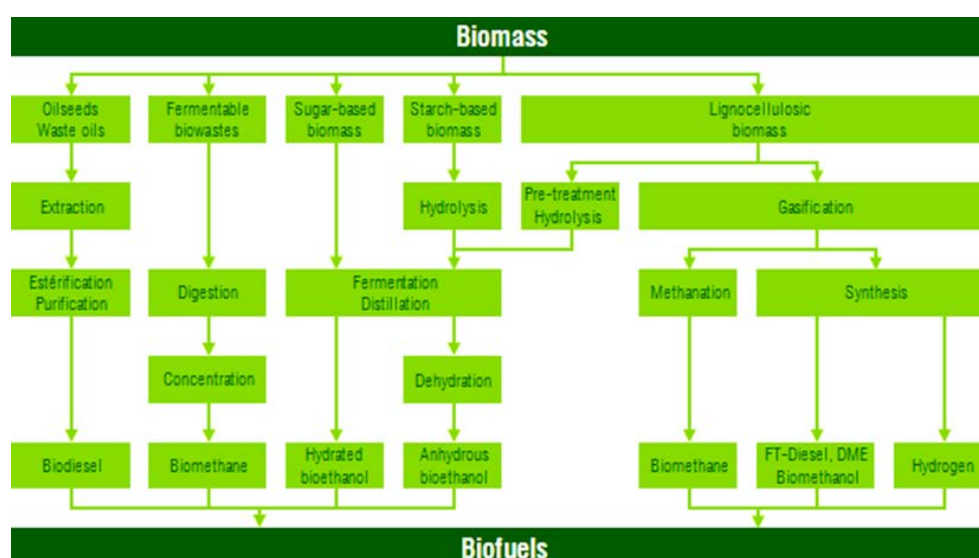 Biomass
Oilseeds
Waste oils
Fermentable
biowastes
Sugar-based
biomass
Starch-based
biomass
Lignocellulosic
biomass
Extraction
Hydrolysis
Pre-treatment
Hydrolysis
Gasification
Estérification
Purification
Digestion
Fermentation
Distillation
Methanation
Synthesis
Concentration
Dehydration
Biodiesel
Biomethane
Hydrated
bioethanol
Anhydrous
bioethanol
Biomethane
FT-Diesel, DME
Biomethanol
Hydrogen
Biofuels